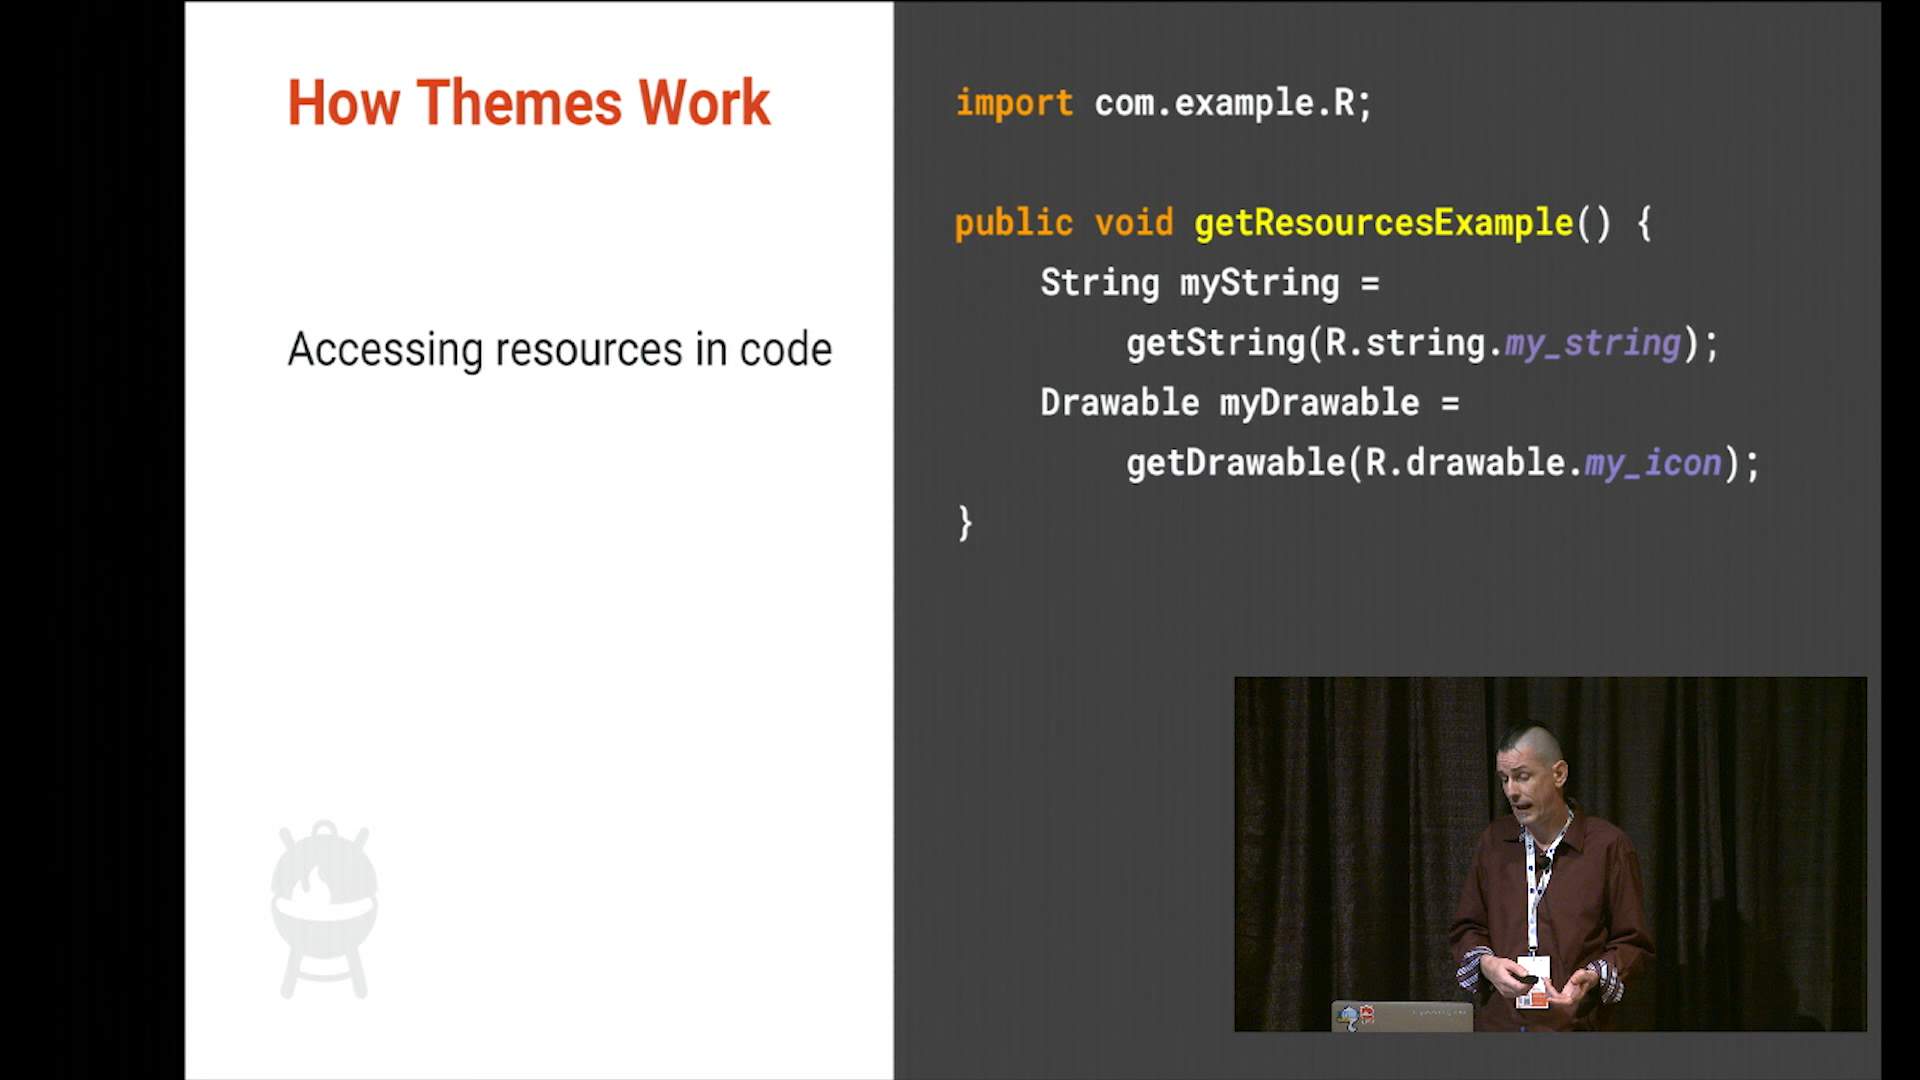 How Themes Work
Accessing resources in code
import com.example.R;
public void getResourcesExample() {
String myString =
getString(R.string.my_string);
Drawable myDrawable =
getDrawable(R.drawable.my_icon);
}